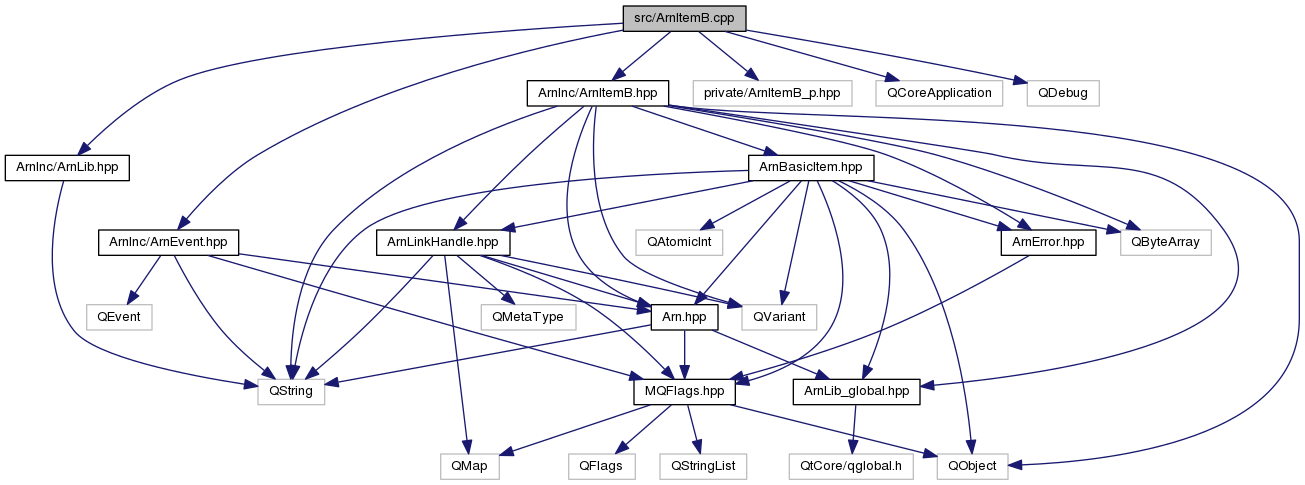 src/ArnItemB.cpp
ArnInc/ArnItemB.hpp
private/ArnItemB_p.hpp
QCoreApplication
QDebug
ArnInc/ArnLib.hpp
ArnBasicItem.hpp
ArnInc/ArnEvent.hpp
ArnLinkHandle.hpp
QAtomicInt
ArnError.hpp
QByteArray
QEvent
QMetaType
Arn.hpp
QVariant
QString
MQFlags.hpp
ArnLib_global.hpp
QMap
QFlags
QStringList
QtCore/qglobal.h
QObject